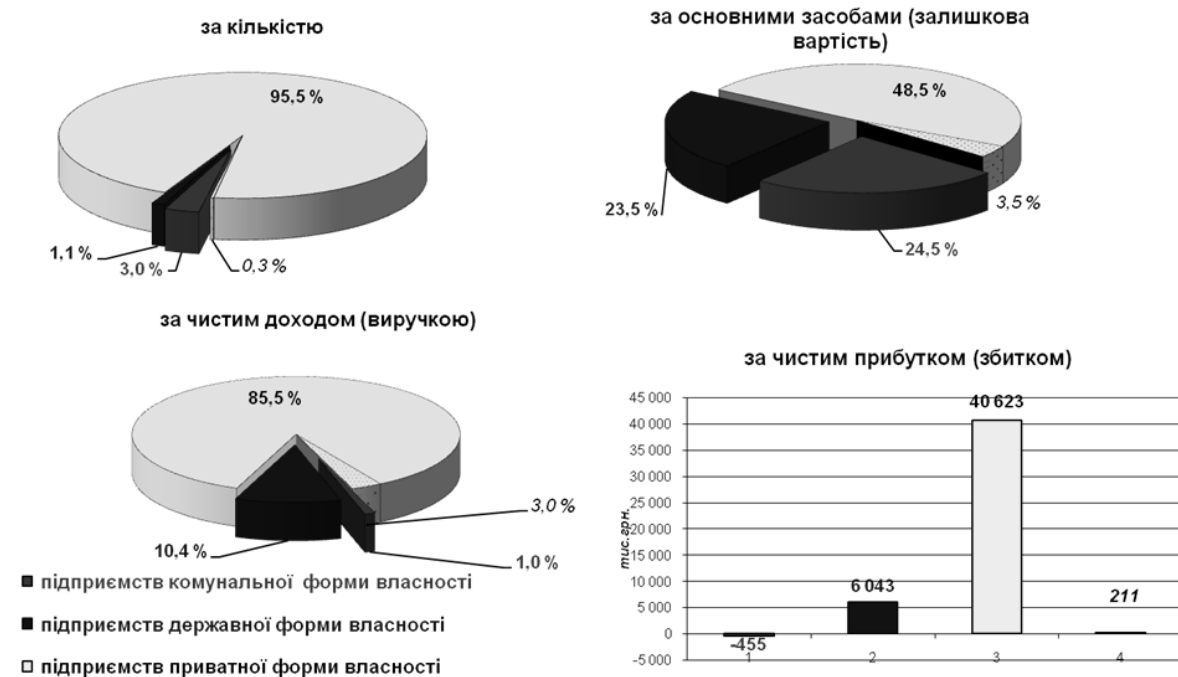 за кількістю
95,5 %
1,1 %
3,0 %
0,3 %
за основними засобами (залишкова
вартість)
48,5 %
23,5 %
3,5 %
24,5 %
за чистим доходом (виручкою)
85,5 %
3,0 %
10,4 %
1,0 %
підприємств комунальної форми власності
підприємств державної форми власності
підприємств приватної форми власності
за чистим прибутком (збитком)
45 000
40 000
35 000
30 000
25 000
20 000
15 000
10 000
5 000
0
-5 000
тис.грн.
-455
6 043
40 623
211
1 2 3 4